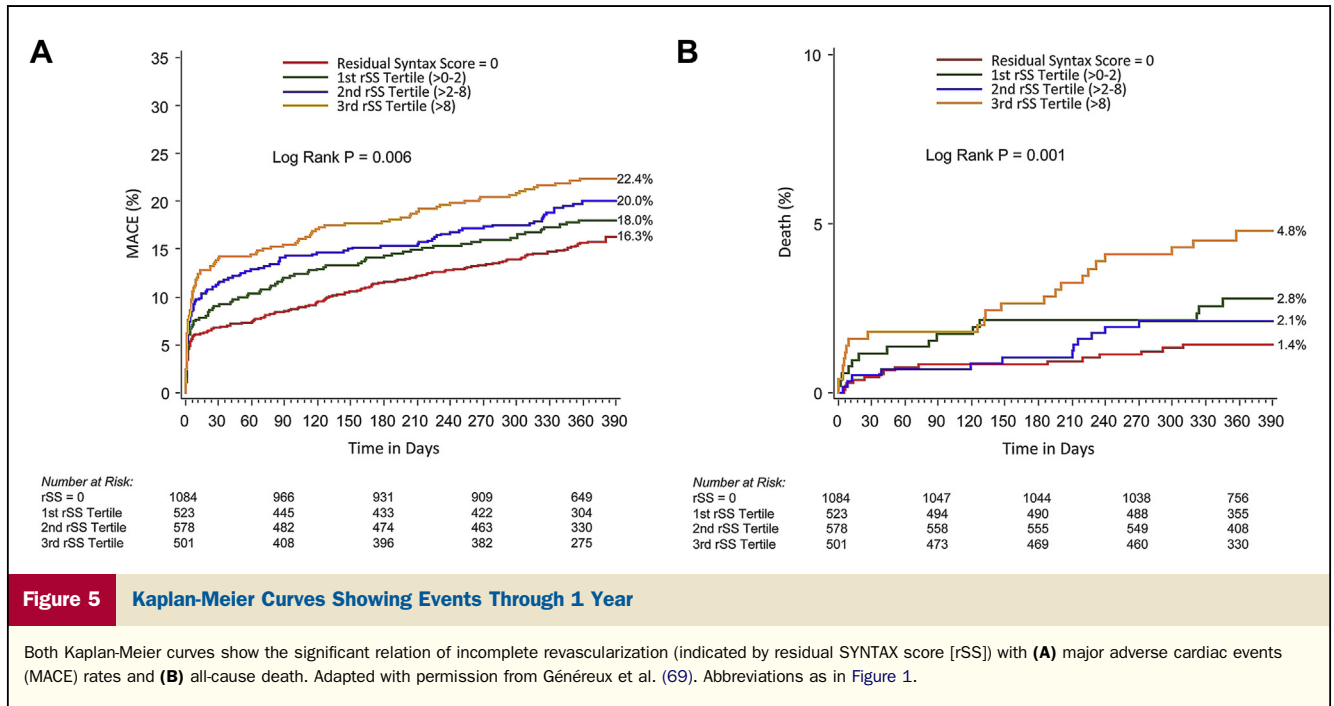 A
35
30
25
20
15
10
5
0
MACE (%)
Residual Syntax Score = 0
1st rSS Tertile (>0-2)
2nd rSS Tertile (>2-8)
3rd rSS Tertile (>8)
Log Rank P = 0.006
22.4%
20.0%
18.0%
16.3%
0 30 60 90 120 150 180 210 240 270 300 330 360 390
Time in Days
Number at Risk:
rSS = 0 1084 966 931 909 649
1st rSS Tertile 523 445 433 422 304
2nd rSS Tertile 578 482 474 463 330
3rd rSS Tertile 501 408 396 382 275
B
10
5
0
Death (%)
Residual Syntax Score = 0
1st rSS Tertile (>0-2)
2nd rSS Tertile (>2-8)
3rd rSS Tertile (>8)
Log Rank P = 0.001
4.8%
2.8%
2.1%
1.4%
0 30 60 90 120 150 180 210 240 270 300 330 360 390
Time in Days
Number at Risk:
rSS = 0 1084 1047 1044 1038 756
1st rSS Tertile 523 494 490 488 355
2nd rSS Tertile 578 558 555 549 408
3rd rSS Tertile 501 473 469 460 330
Figure 5 Kaplan-Meier Curves Showing Events Through 1 Year
Both Kaplan-Meier curves show the significant relation of incomplete revascularization (indicated by residual SYNTAX score [rSS]) with (A) major adverse cardiac events
(MACE) rates and (B) all-cause death. Adapted with permission from Généreux et al. (69). Abbreviations as in Figure 1.